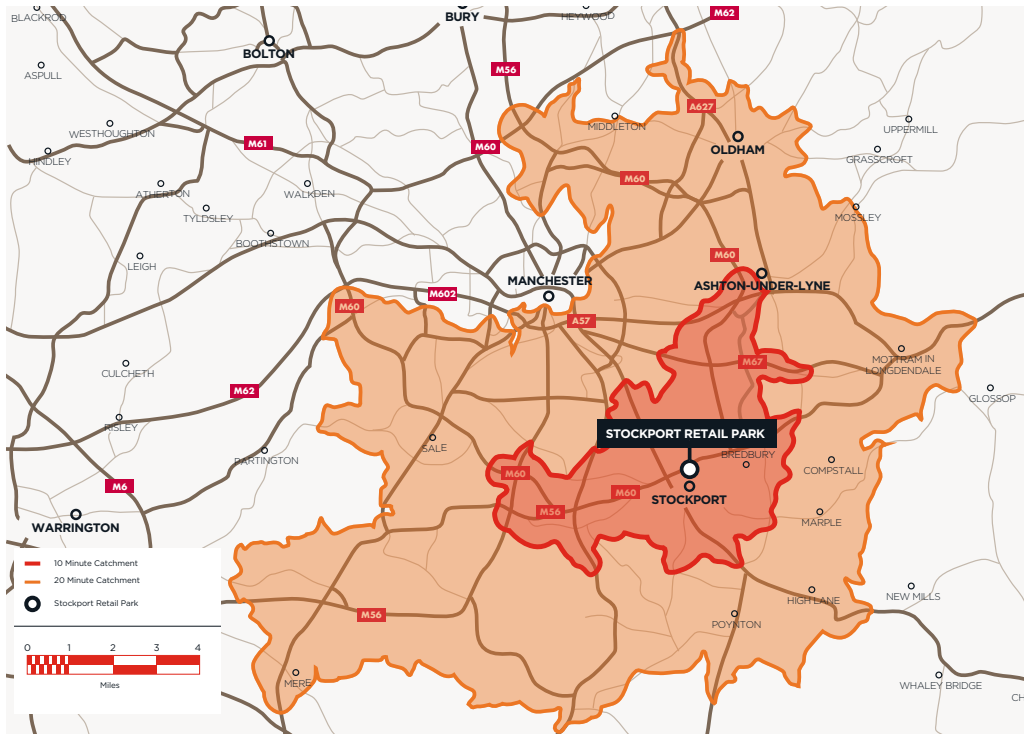 BLACKROD
BURY
HEYWOOD
M62
BOLTON
ASPULL
M56
A627
MIDDLETON
WESTHOUGHTON
UPPERMILL
M61
M60
OLDHAM
HINDLEY
GRASSCROFT
M60
ATHERTON
WALKDEN
TYLDSLEY
MOSSLEY
BOOTHSTOWN
M60
LEIGH
MANCHESTER
ASHTON-UNDER-LYNE
M602
M60
A57
MOTTRAM IN
LONGDENDALE
M67
CULCHETH
M62
GLOSSOP
RISLEY
STOCKPORT RETAIL PARK
SALE
BREDBURY
PARTINGTON
COMPSTALL
M60
M6
M60
STOCKPORT
M56
WARRINGTON
MARPLE
10 Minute Catchment
20 Minute Catchment
Stockport Retail Park
HIGH LANE
NEW MILLS
M56
POYNTON
0 1 2 3 4
Miles
MERE
WHALEY BRIDGE
CH